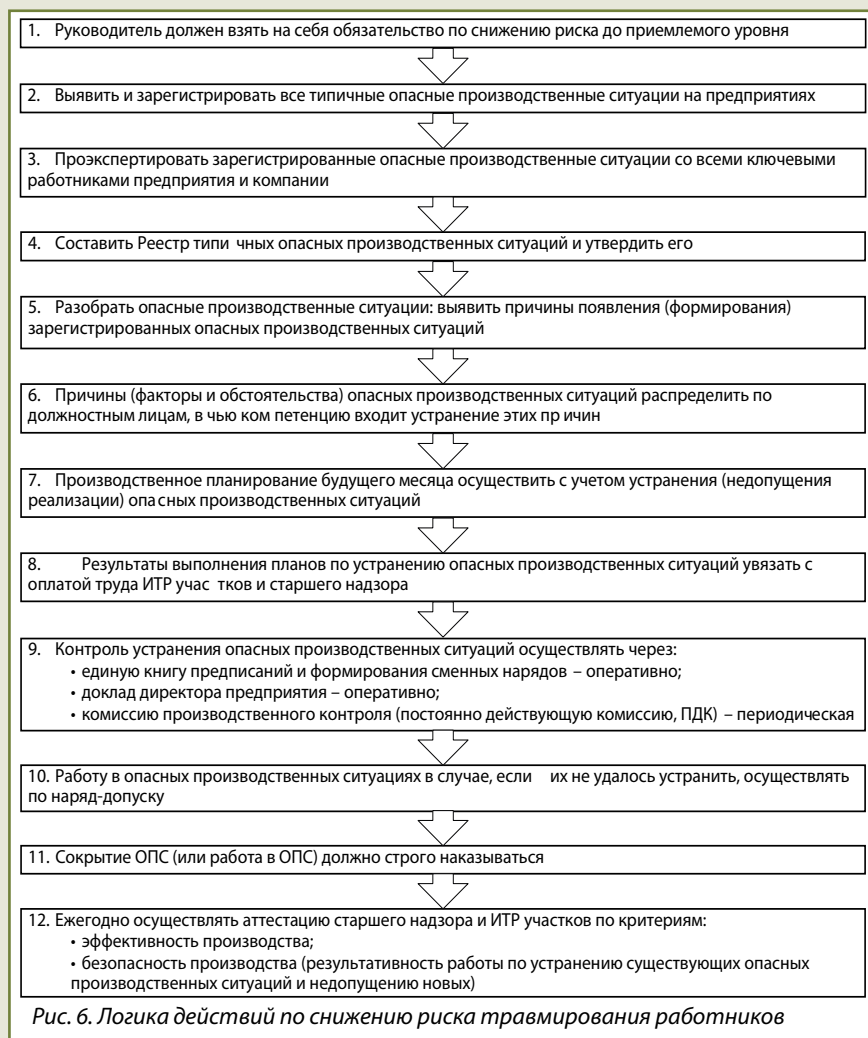 1. Руководитель должен взять на себя обязательство по снижению риска до приемлемого уровня
2. Выявить и зарегистрировать все типичные опасные производственные ситуации на предприятиях
3. Проэкспертировать зарегистрированные опасные производственные ситуации со всеми ключевыми
работниками предприятия и компании
4. Составить Реестр типи чных опасных производственных ситуаций и утвердить его
5. Разобрать опасные производственные ситуации: выявить причины появления (формирования)
зарегистрированных опасных производственных ситуаций
6. Причины (факторы и обстоятельства) опасных производственных ситуаций распределить по
должностным лицам, в чью ком петенцию входит устранение этих пр ичин
7. Производственное планирование будущего месяца осуществить с учетом устранения (недопущения
реализации) опа сных производственных ситуаций
8. Результаты выполнения планов по устранению опасных производственных ситуаций увязать с
оплатой труда ИТР учас тков и старшего надзора
9. Контроль устранения опасных производственных ситуаций осуществлять через:
• единую книгу предписаний и формирования сменных нарядов – оперативно;
• доклад директора предприятия – оперативно;
• комиссию производственного контроля (постоянно действующую комиссию, ПДК) – периодическая
10. Работу в опасных производственных ситуациях в случае, если их не удалось устранить, осуществлять
по наряд-допуску
11. Сокрытие ОПС (или работа в ОПС) должно строго наказываться
12. Ежегодно осуществлять аттестацию старшего надзора и ИТР участков по критериям:
• эффективность производства;
• безопасность производства (результативность работы по устранению существующих опасных
производственных ситуаций и недопущению новых)
Рис. 6. Логика действий по снижению риска травмирования работников